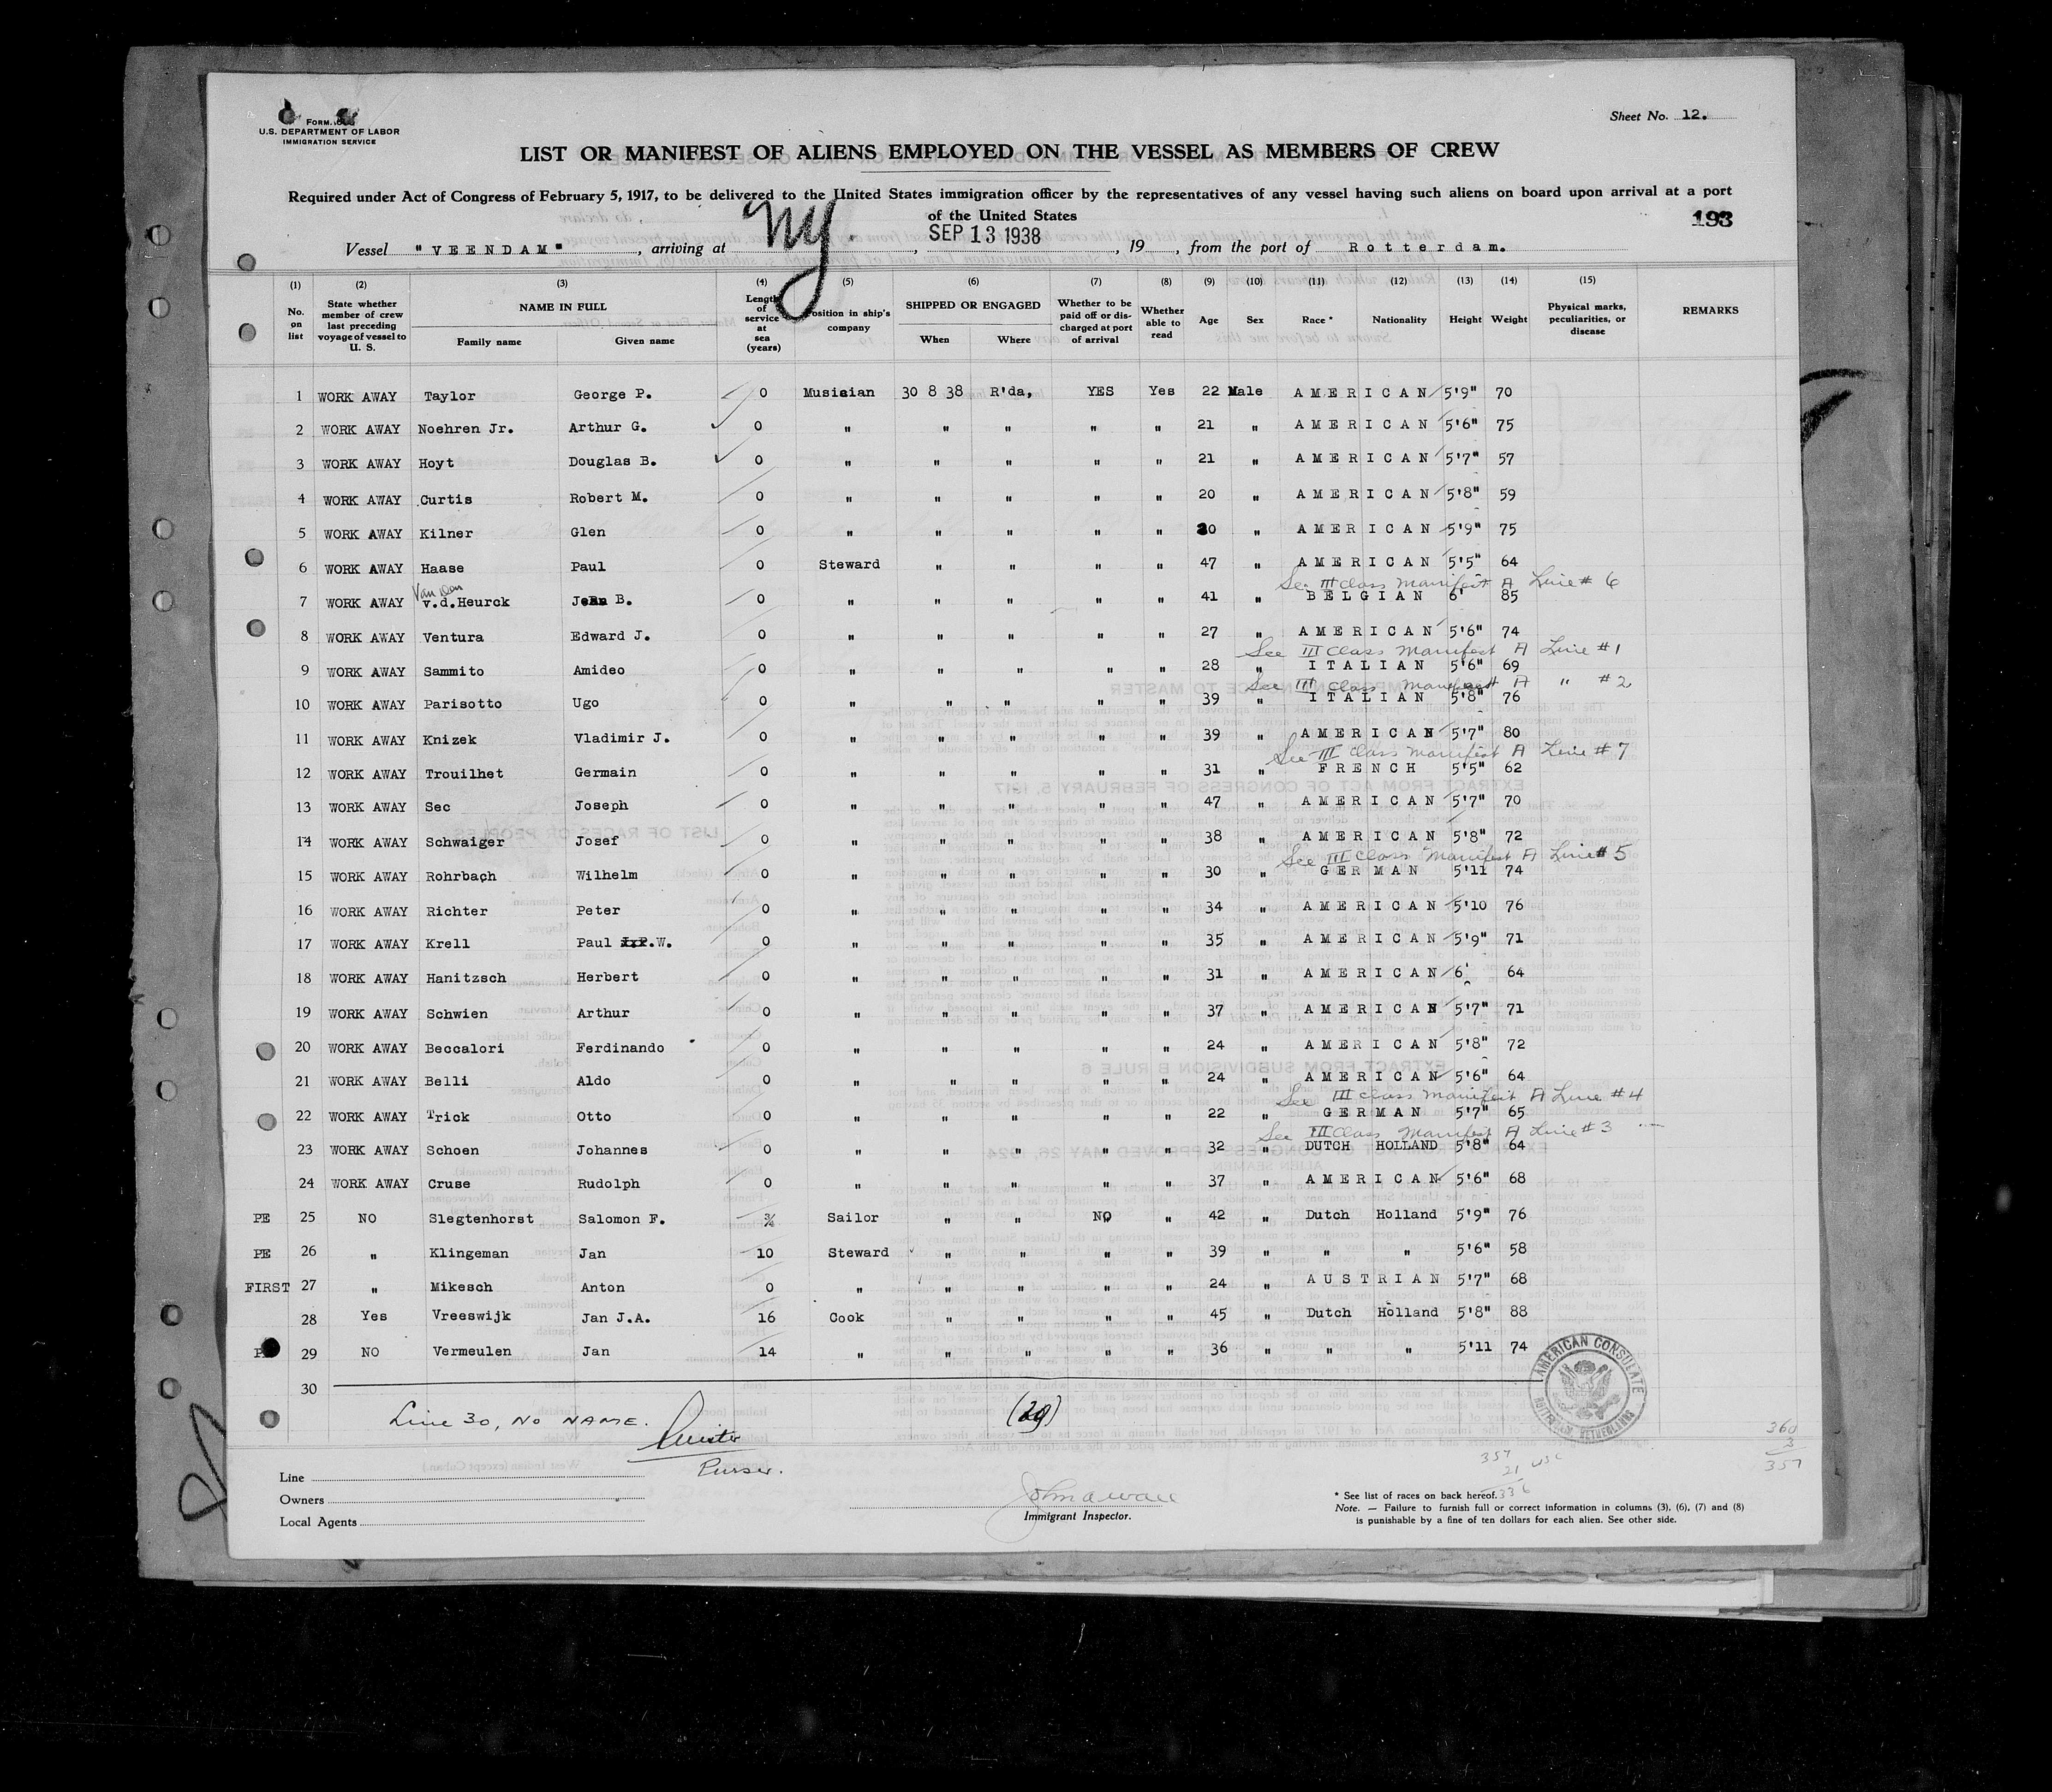 Form 680
U.S. DEPARTMENT OF LABOR
IMMIGRATION SERVICE
Sheet No. 12.
LIST OR MANIFEST OF ALIENS EMPLOYED ON THE VESSEL AS MEMBERS OF CREW
Required under Act of Congress of February 5, 1917, to be delivered to the United States immigration officer by the representatives of any vessel having such aliens on board upon arrival at a port
of the United States
193
Vessel "VEENDAM", arriving at NY., SEP 13 1938, 19, from the port of Rotterdam.
(1) (2) (3) (4) (5) (6) (7) (8) (9) (10) (11) (12) (13) (14) (15)
No. on list State whether member of crew last preceding voyage of vessel to U. S. NAME IN FULL Family name Given name Length of service at sea (years) Position in ship's company SHIPPED OR ENGAGED When Where Whether to be paid off or discharged at port of arrival Whether able to read Age Sex Race * Nationality Height Weight Physical marks, peculiarities, or disease REMARKS
1 WORK AWAY Taylor George P. 0 Musician 30 8 38 R'da, YES Yes 22 Male AMERICAN 5'9" 70
2 WORK AWAY Noehren Jr. Arthur G. 0 " " " " " 21 " AMERICAN 5'6" 75
3 WORK AWAY Hoyt Douglas B. 0 " " " " " 21 " AMERICAN 5'7" 57
4 WORK AWAY Curtis Robert M. 0 " " " " " 20 " AMERICAN 5'8" 59
5 WORK AWAY Kilner Glen 0 " " " " " 20 " AMERICAN 5'9" 75
6 WORK AWAY Haase Paul 0 Steward " " " " 47 " AMERICAN 5'5" 64
See III Class Manifest A Line # 6
Van den
7 WORK AWAY v.d.Heurck Jean B. 0 " " " " " 41 " BELGIAN 6' 85
8 WORK AWAY Ventura Edward J. 0 " " " " " 27 " AMERICAN 5'6" 74
See III Class Manifest A Line # 1
9 WORK AWAY Sammito Amideo 0 " " " " " 28 " ITALIAN 5'6" 69
See III Class Manifest A " # 2
10 WORK AWAY Parisotto Ugo 0 " " " " " 39 " ITALIAN 5'8" 76
11 WORK AWAY Knizek Vladimir J. 0 " " " " " 39 " AMERICAN 5'7" 80
See III Class Manifest A Line # 7
12 WORK AWAY Trouilhet Germain 0 " " " " " 31 " FRENCH 5'5" 62
13 WORK AWAY Sec Joseph 0 " " " " " 47 " AMERICAN 5'7" 70
14 WORK AWAY Schwaiger Josef 0 " " " " " 38 " AMERICAN 5'8" 72
See III Class Manifest A Line # 5
15 WORK AWAY Rohrbach Wilhelm 0 " " " " " 30 " GERMAN 5'11 74
16 WORK AWAY Richter Peter 0 " " " " " 34 " AMERICAN 5'10 76
17 WORK AWAY Krell Paul W. 0 " " " " " 35 " AMERICAN 5'9" 71
18 WORK AWAY Hanitzsch Herbert 0 " " " " " 31 " AMERICAN 6' 64
19 WORK AWAY Schwien Arthur 0 " " " " " 37 " AMERICAN 5'7" 71
20 WORK AWAY Beccalori Ferdinando 0 " " " " " 24 " AMERICAN 5'8" 72
21 WORK AWAY Belli Aldo 0 " " " " " 24 " AMERICAN 5'6" 64
See III Class Manifest A Line # 4
22 WORK AWAY Trick Otto 0 " " " " " 22 " GERMAN 5'7" 65
See III Class Manifest A Line # 3
23 WORK AWAY Schoen Johannes 0 " " " " " 32 " DUTCH HOLLAND 5'8" 64
24 WORK AWAY Cruse Rudolph 0 " " " " " 37 " AMERICAN 5'6" 68
PE 25 NO Slegtenhorst Salomon F. ¾ Sailor " " NO " 42 " Dutch Holland 5'9" 76
PE 26 " Klingeman Jan 10 Steward " " " " 39 " " " 5'6" 58
FIRST 27 " Mikesch Anton 0 " " " " " 24 " AUSTRIAN 5'7" 68
28 Yes Vreeswijk Jan J.A. 16 Cook " " " " 45 " Dutch Holland 5'8" 88
PE 29 NO Vermeulen Jan 14 " " " " " 36 " " " 5'11 74
30
AMERICAN CONSULATE
ROTTERDAM, NETHERLANDS
Line 30, NO NAME.
(29)
Purser.
360
3
357
357
21 USC
336
Line
Owners
Local Agents
Immigrant Inspector.
* See list of races on back hereof.
Note. — Failure to furnish full or correct information in columns (3), (6), (7) and (8)
is punishable by a fine of ten dollars for each alien. See other side.